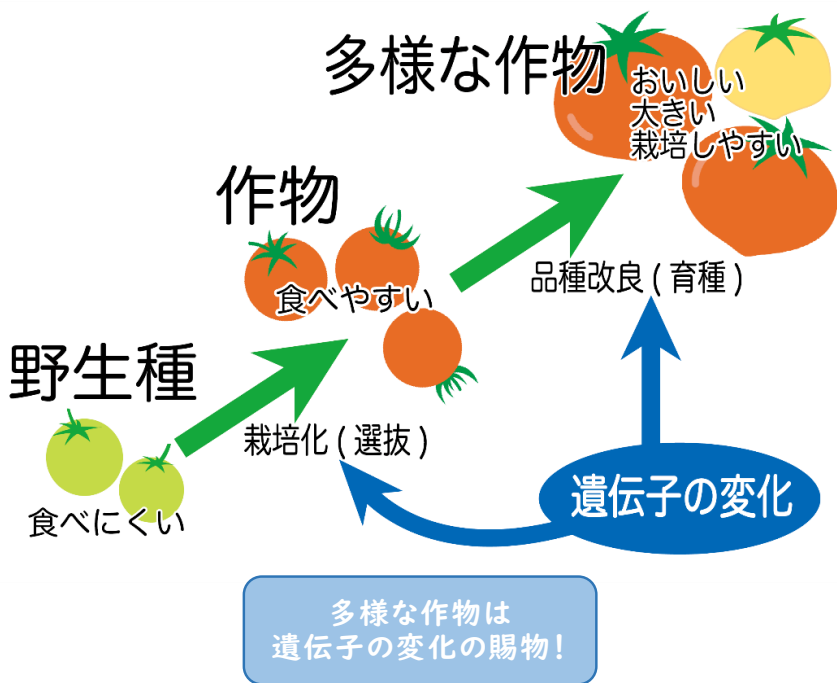 多様な作物
おいしい
大きい
栽培しやすい
作物
食べやすい
品種改良(育種)
野生種
栽培化(選抜)
食べにくい
遺伝子の変化
多様な作物は
遺伝子の変化の賜物!